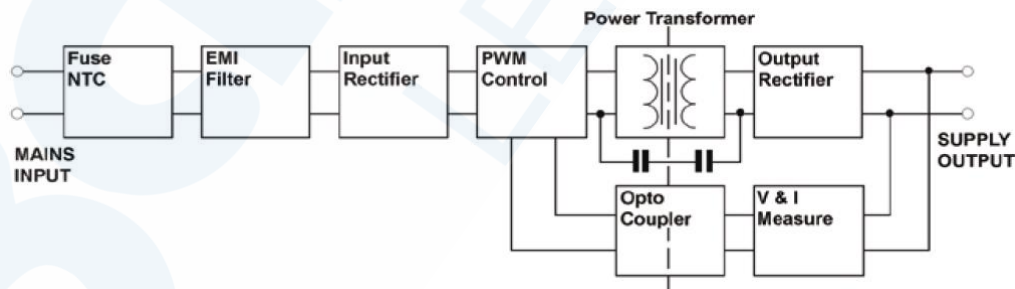 Power Transformer
Fuse
NTC
EMI
Filter
Input
Rectifier
PWM
Control
Output
Rectifier
MAINS
INPUT
SUPPLY
OUTPUT
Opto
Coupler
V & I
Measure